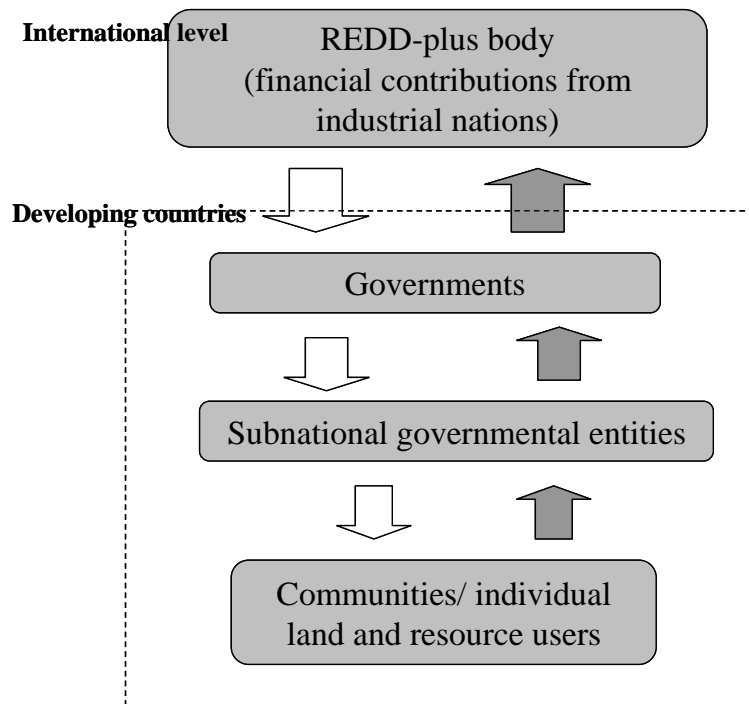 International level
REDD-plus body
(financial contributions from
industrial nations)
Developing countries
Governments
Subnational governmental entities
Communities/ individual
land and resource users